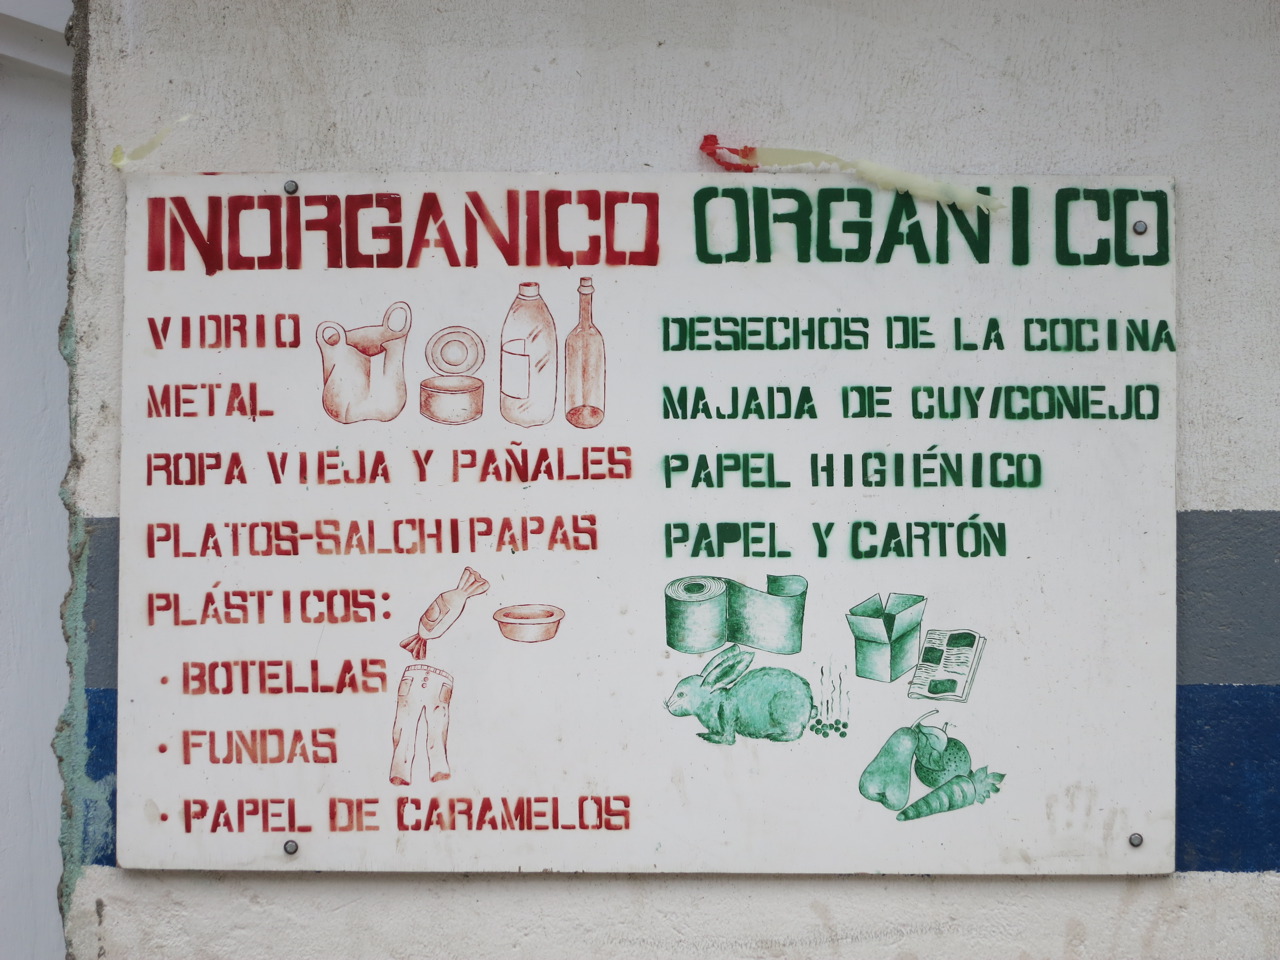 INORGANICO
VIDRIO
METAL
ROPA VIEJA Y PAÑALES
PLATOS-SALCHIPAPAS
PLÁSTICOS:
· BOTELLAS
· FUNDAS
· PAPEL DE CARAMELOS
ORGANICO
DESECHOS DE LA COCINA
MAJADA DE CUY/CONEJO
PAPEL HIGIÉNICO
PAPEL Y CARTÓN